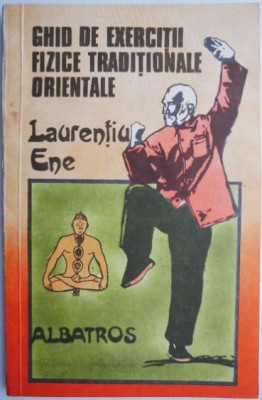 GHID DE EXERCIȚII
FIZICE TRADIȚIONALE
ORIENTALE
Laurențiu
Ene
ALBATROS